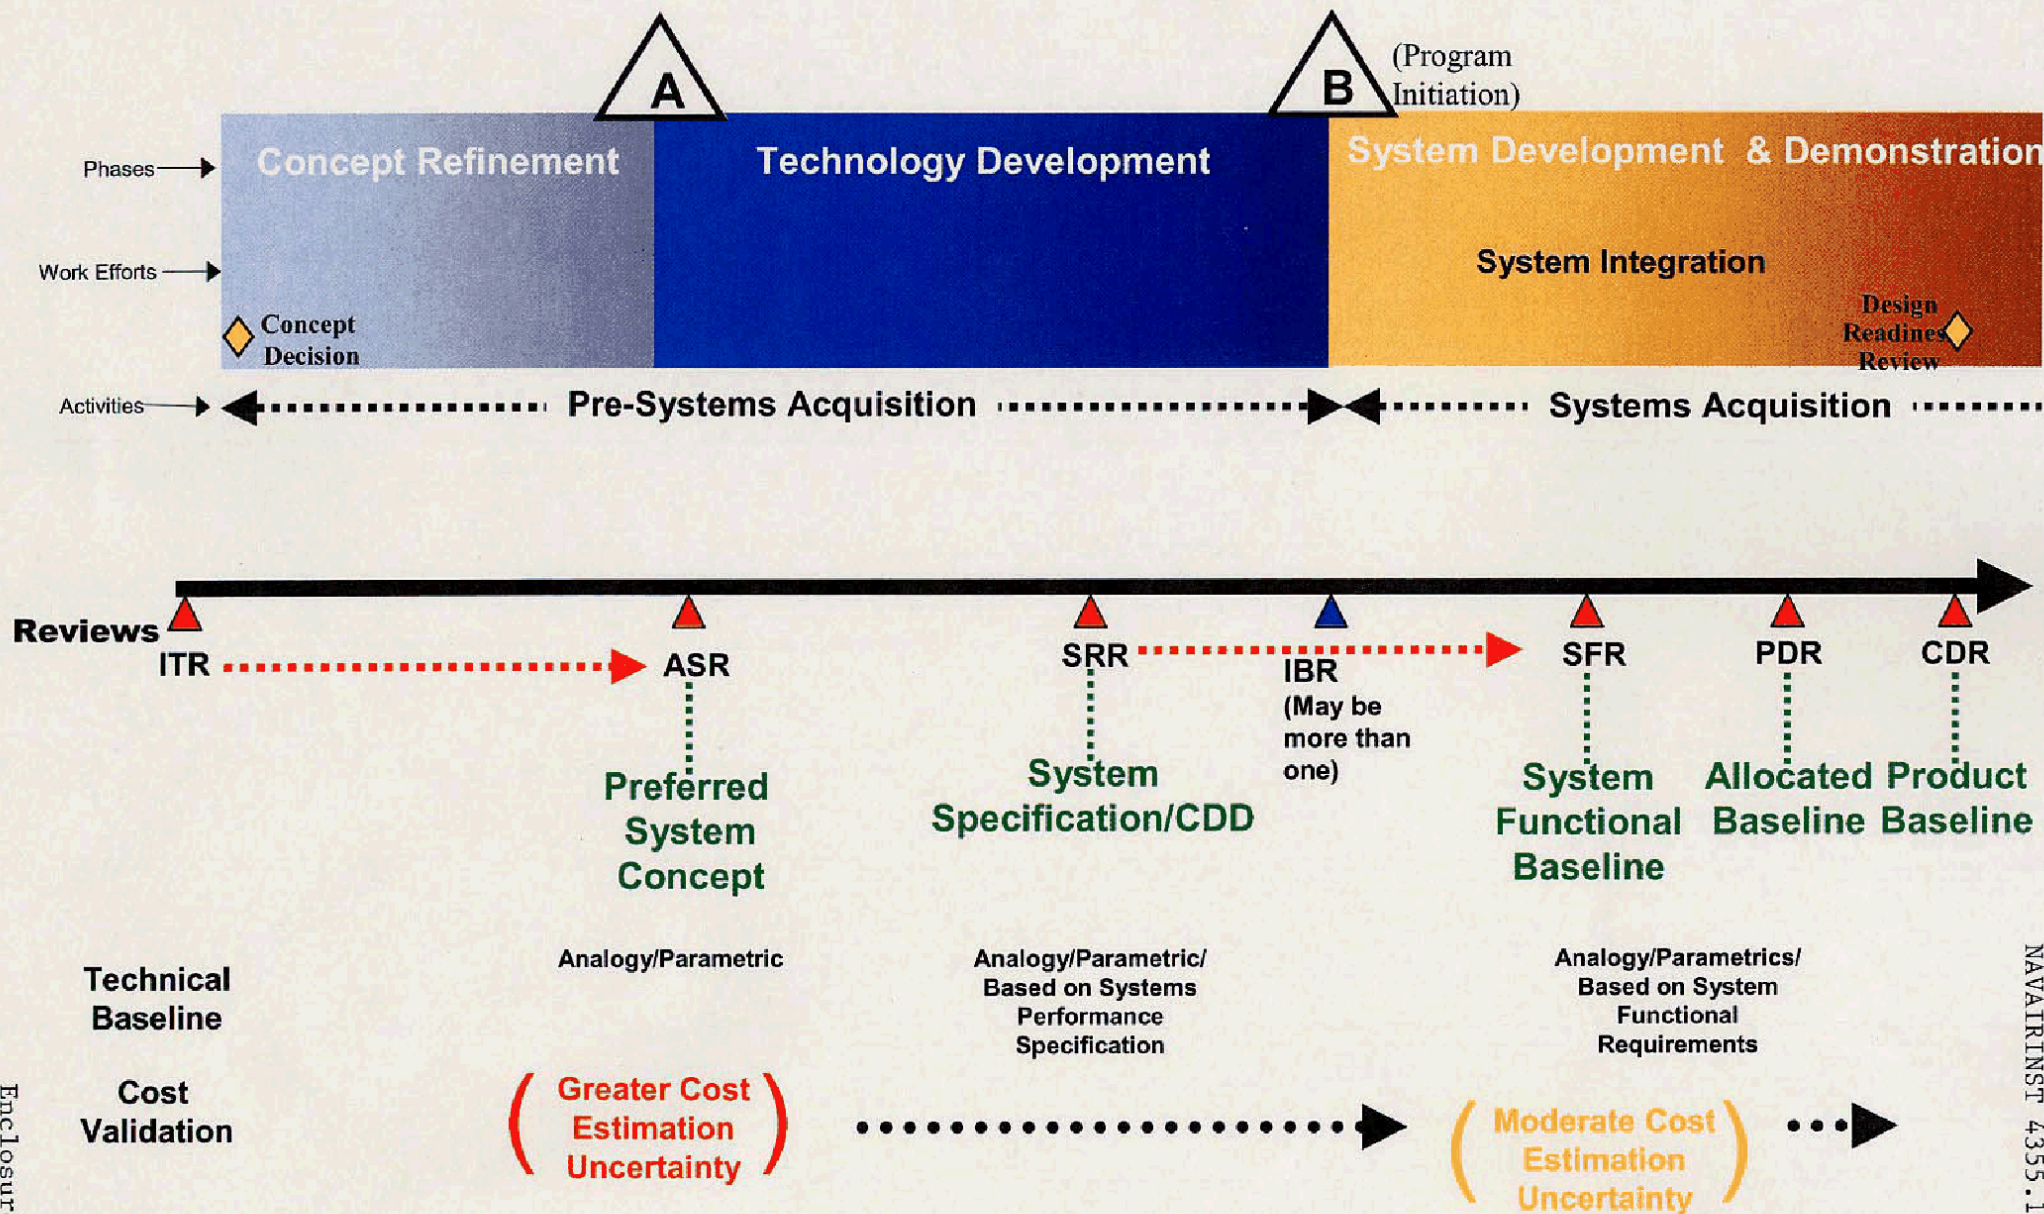 A
B
(Program
Initiation)
Phases
Concept Refinement
Technology Development
System Development & Demonstration
Work Efforts
System Integration
Concept
Decision
Design
Readines
Review
Activities
Pre-Systems Acquisition
Systems Acquisition
Reviews
ITR
ASR
SRR
IBR
(May be
more than
one)
SFR
PDR
CDR
Preferred
System
Concept
System
Specification/CDD
System
Functional
Baseline
Allocated
Baseline
Product
Baseline
Technical
Baseline
Analogy/Parametric
Analogy/Parametric/
Based on Systems
Performance
Specification
Analogy/Parametrics/
Based on System
Functional
Requirements
Cost
Validation
(Greater Cost
Estimation
Uncertainty)
(Moderate Cost
Estimation
Uncertainty)
NAVAIRINST 4355.1
Enclosur